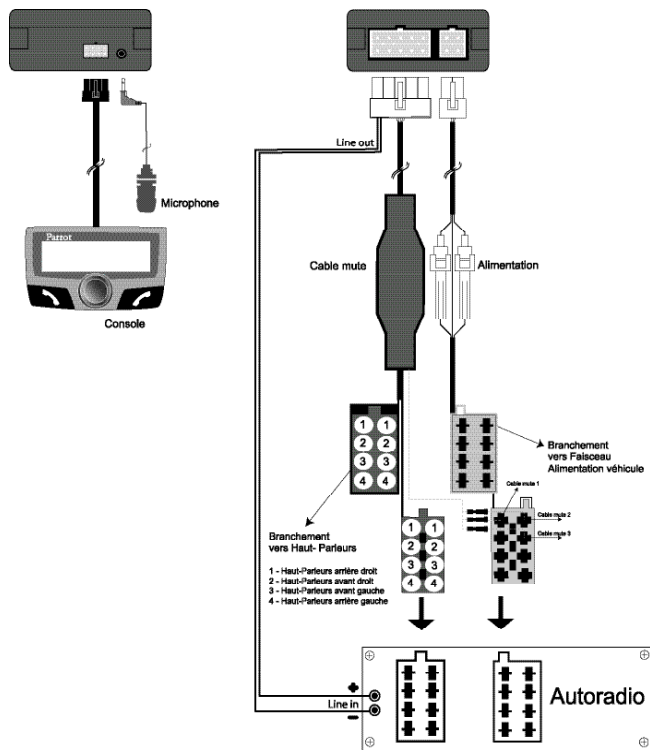 Line out
Microphone
Parrot
Console
Cable mute
Alimentation
1 1
2 2
3 3
4 4
Branchement
vers Faisceau
Alimentation véhicule
Cable mute 1
Cable mute 2
Cable mute 3
Branchement
vers Haut- Parleurs
1 - Haut-Parleurs arrière droit
2 - Haut-Parleurs avant droit
3 - Haut-Parleurs avant gauche
4 - Haut-Parleurs arrière gauche
1 1
2 2
3 3
4 4
+
Line in
−
Autoradio